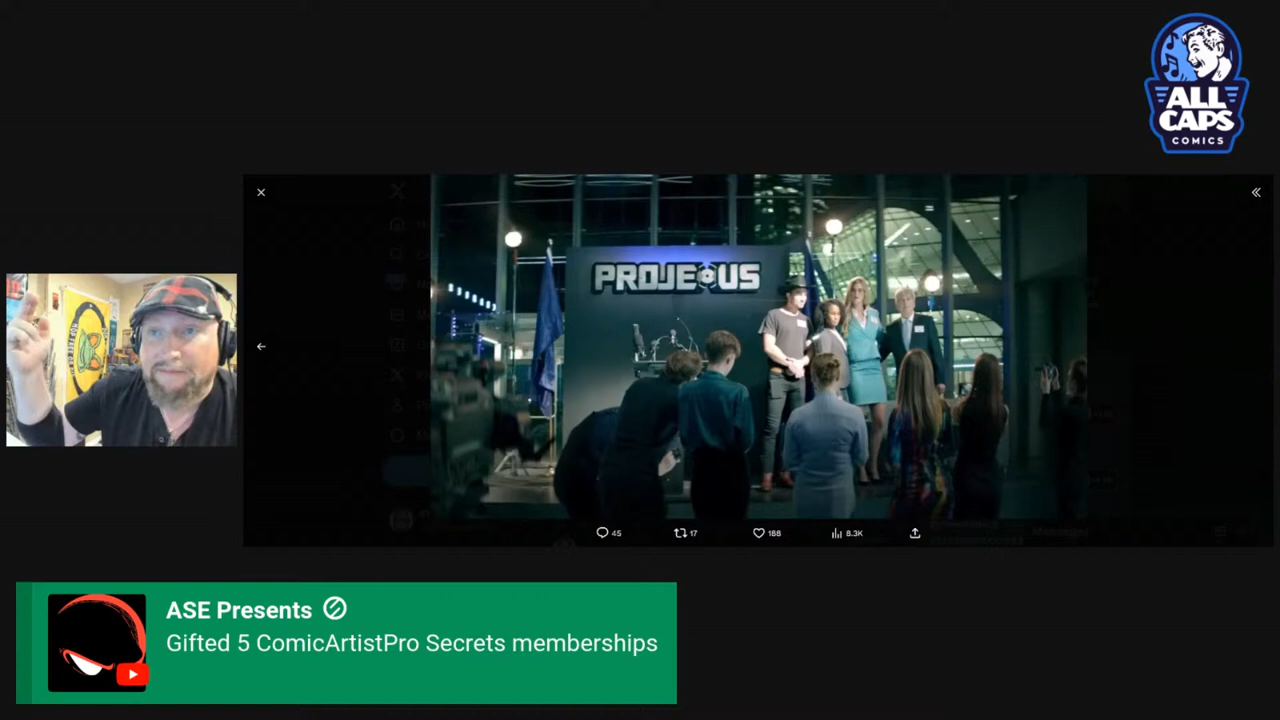 ALL
CAPS
COMICS
PROJE US
45
17
188
8.3K
ASE Presents
Gifted 5 ComicArtistPro Secrets memberships